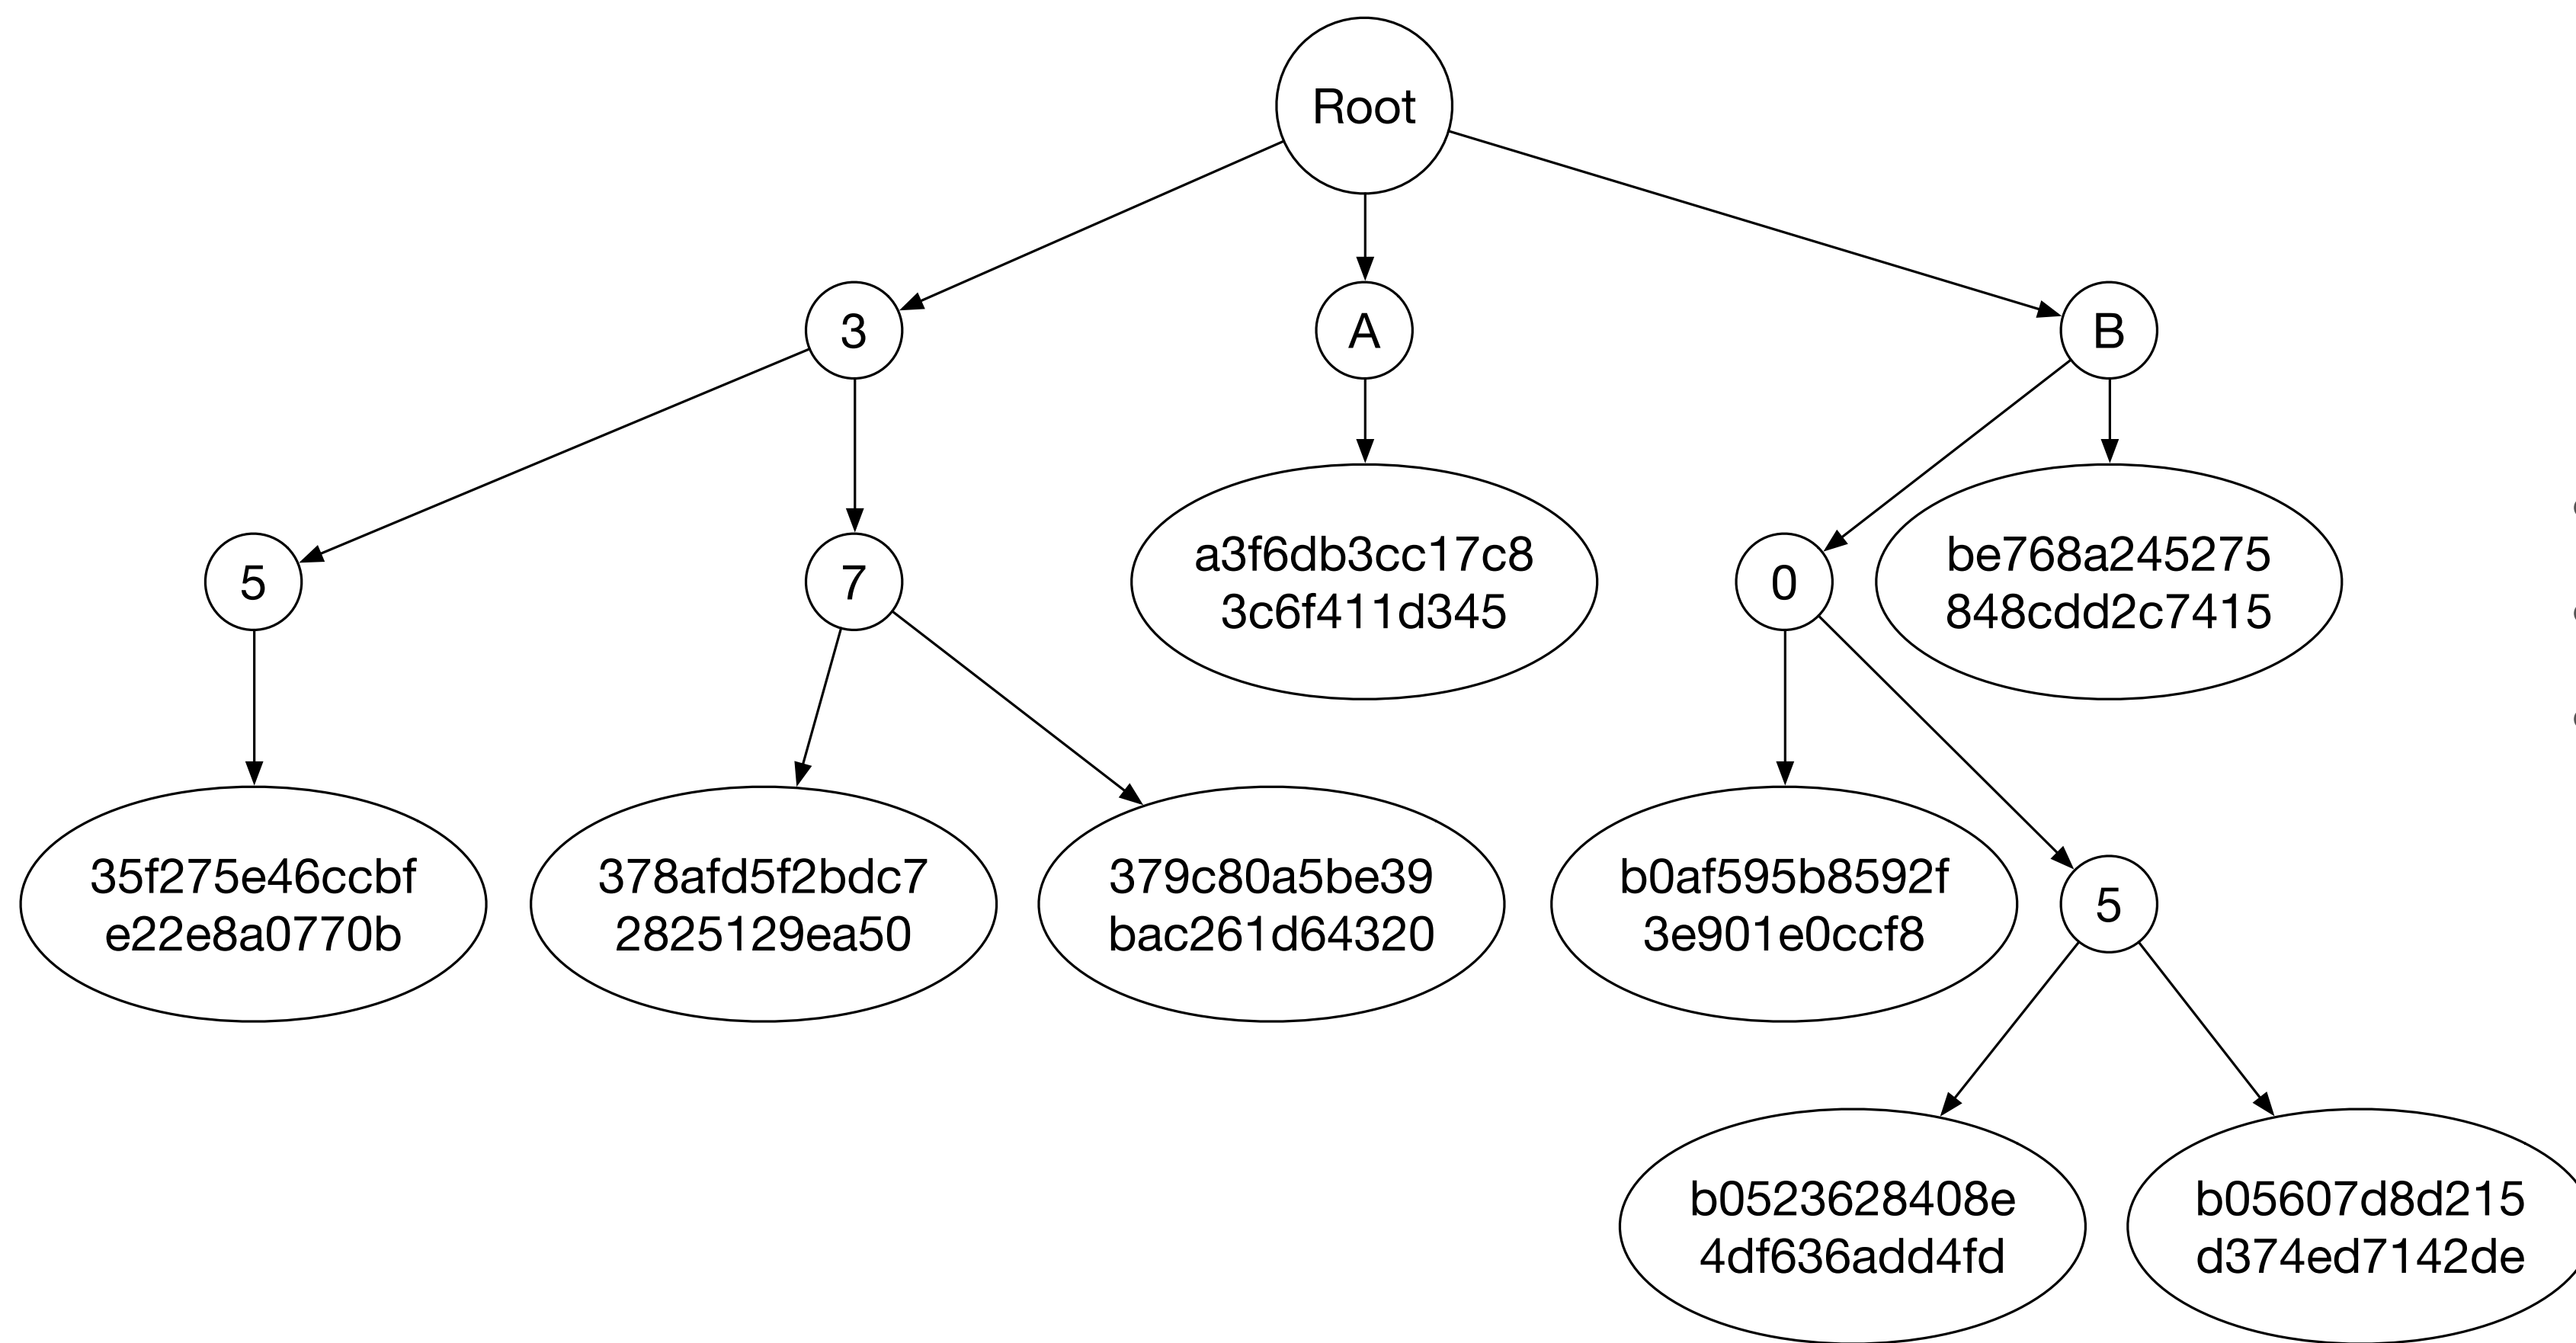 Root
3
A
B
5
7
a3f6db3cc17c8
3c6f411d345
0
be768a245275
848cdd2c7415
35f275e46ccbf
e22e8a0770b
378afd5f2bdc7
2825129ea50
379c80a5be39
bac261d64320
b0af595b8592f
3e901e0ccf8
5
b0523628408e
4df636add4fd
b05607d8d215
d374ed7142de